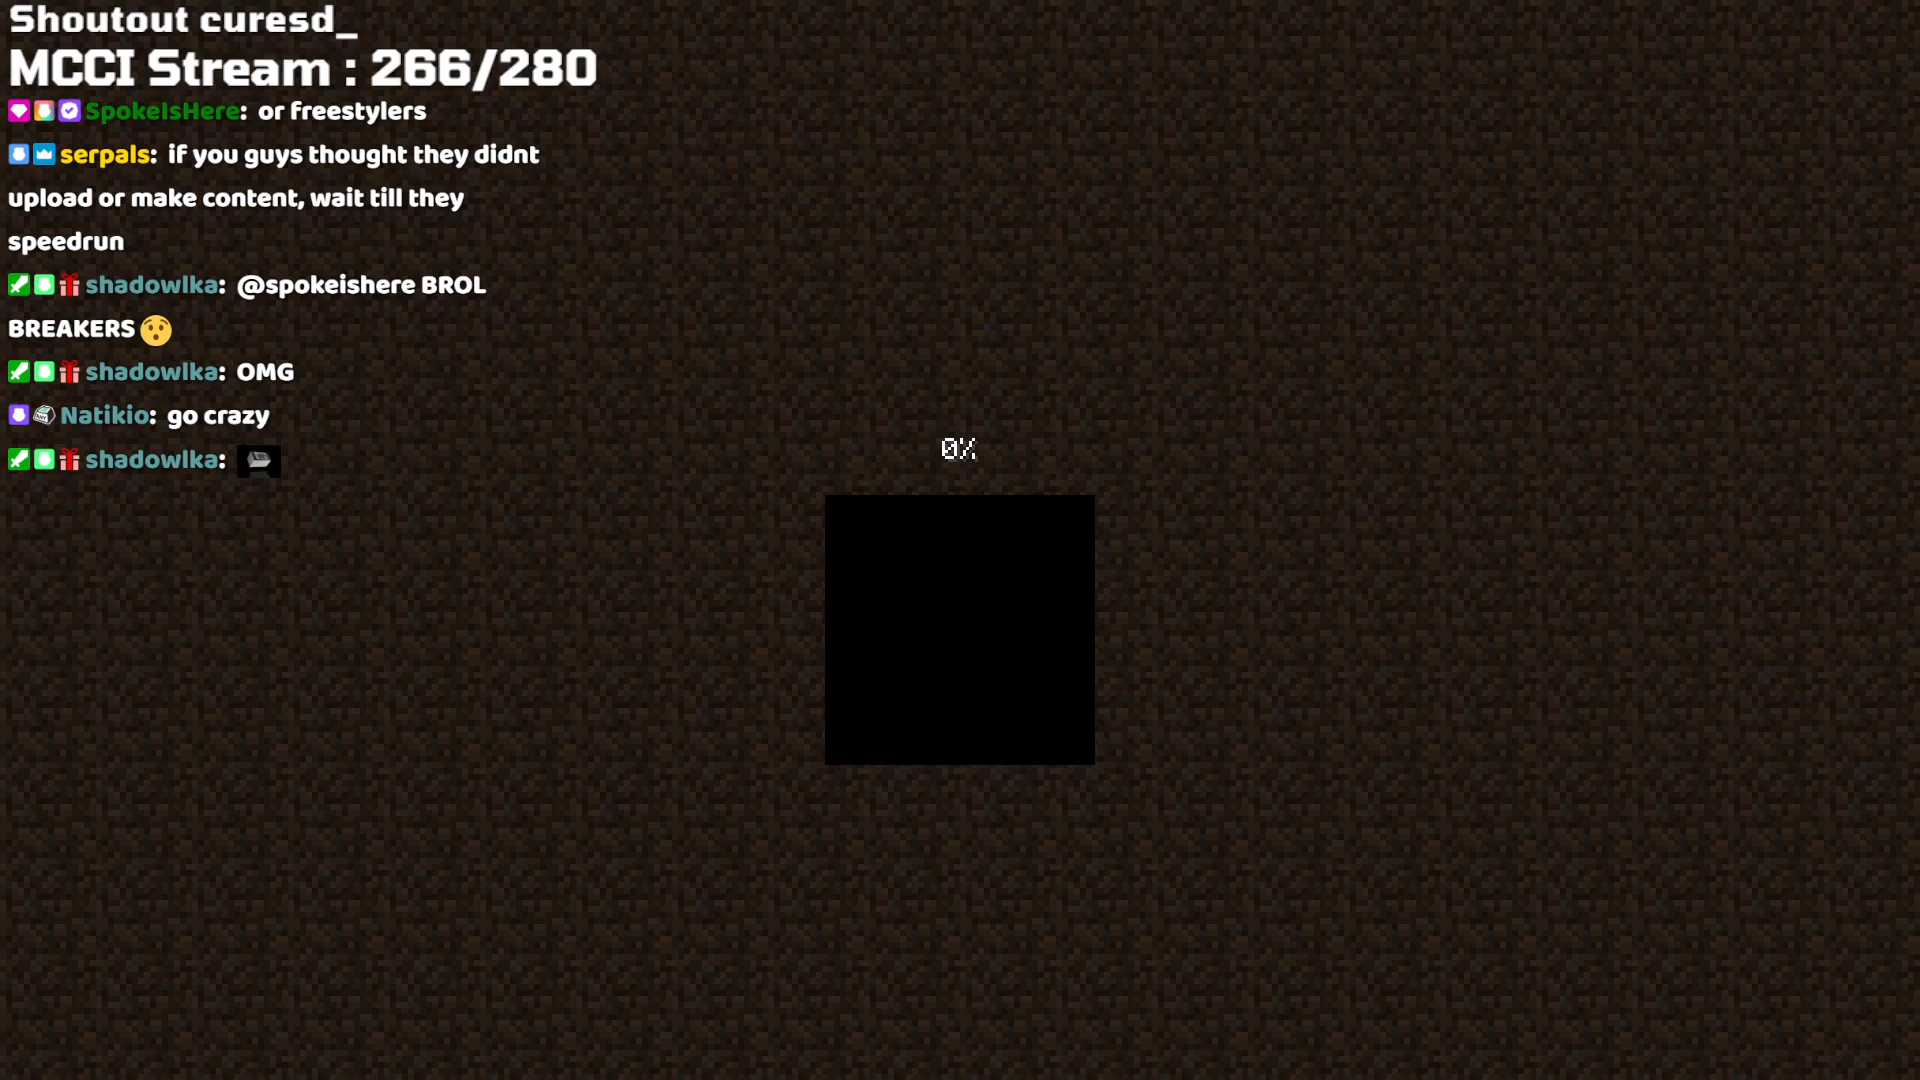 Shoutout curesd_
MCCI Stream : 266/280
SpokeIsHere: or freestylers
serpals: if you guys thought they didnt
upload or make content, wait till they
speedrun
shadowlka: @spokeishere BROL
BREAKERS
shadowlka: OMG
Natikio: go crazy
shadowlka:
0%